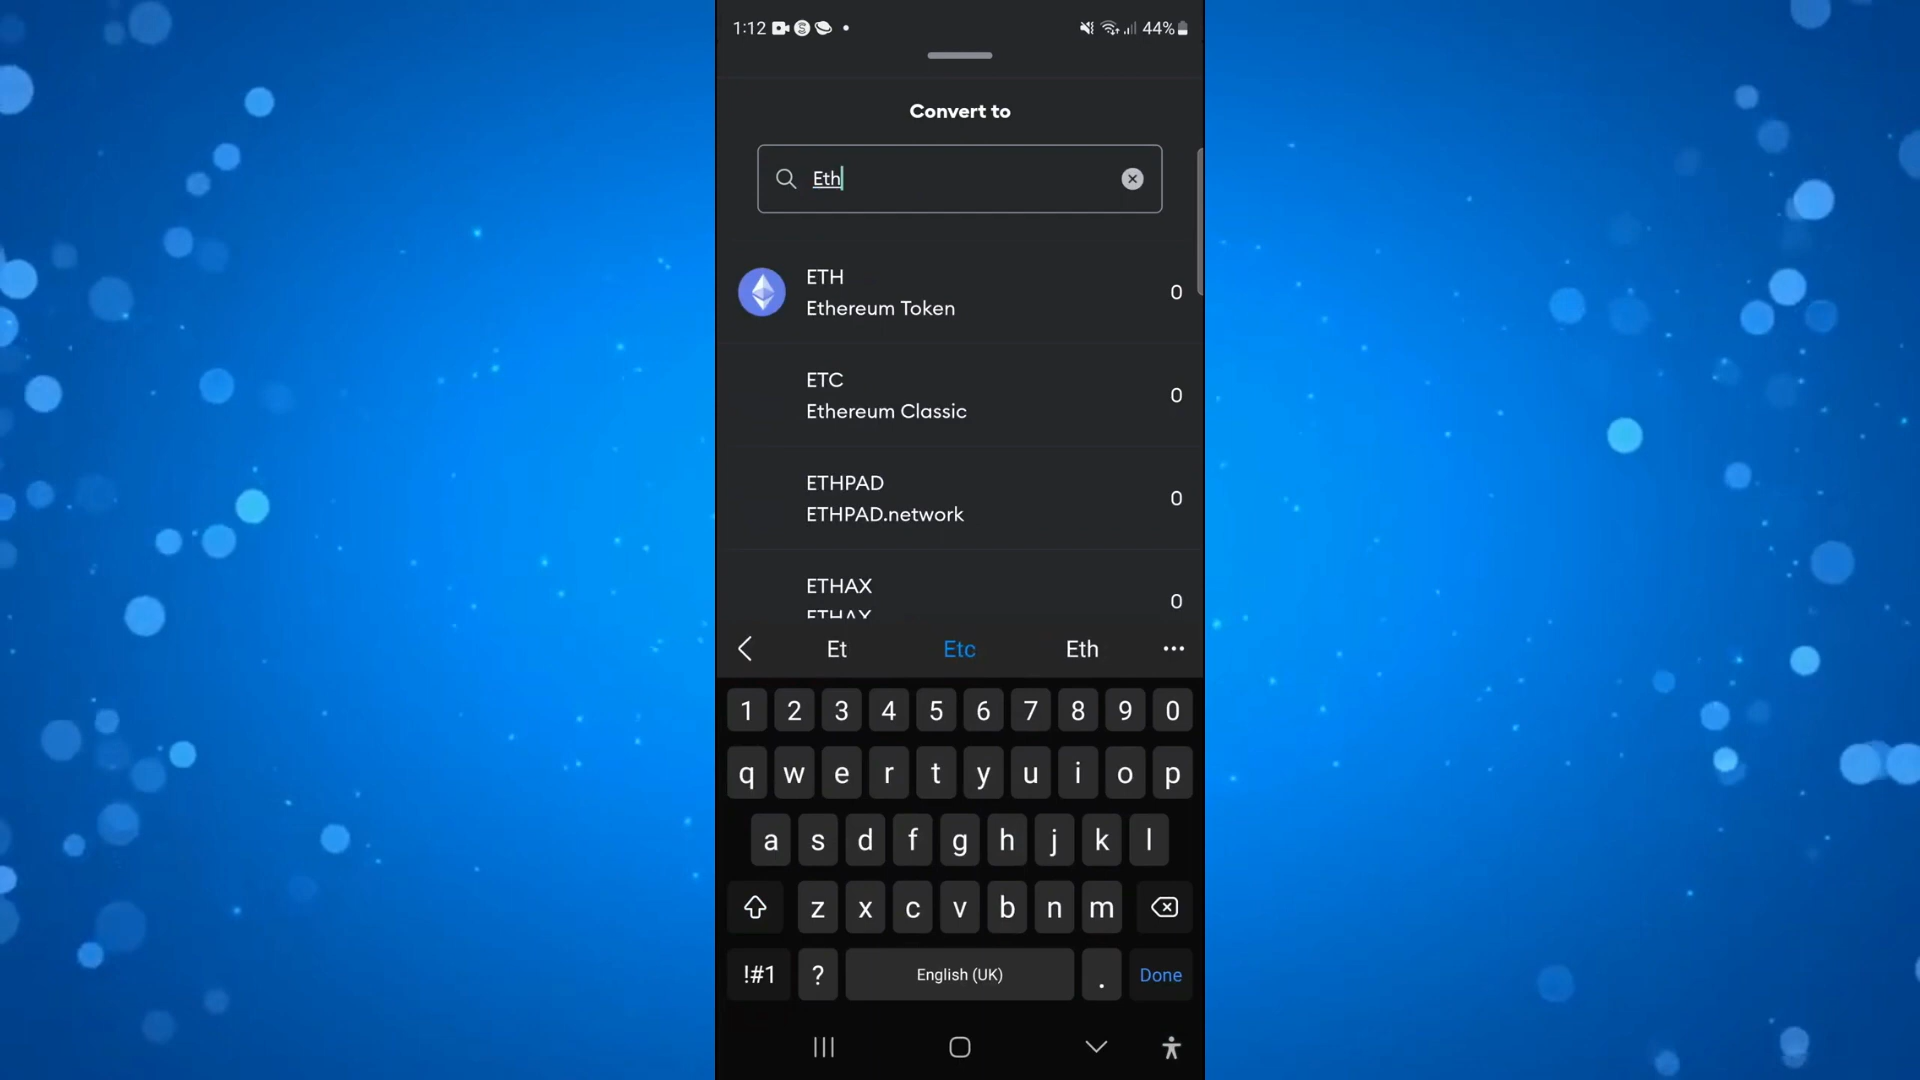 1:12 44%
Convert to
Eth
ETH
Ethereum Token
0
ETC
Ethereum Classic
0
ETHPAD
ETHPAD.network
0
ETHAX
ETHAX
0
Et Etc Eth
1 2 3 4 5 6 7 8 9 0
q w e r t y u i o p
a s d f g h j k l
z x c v b n m
!#1 ? English (UK) . Done